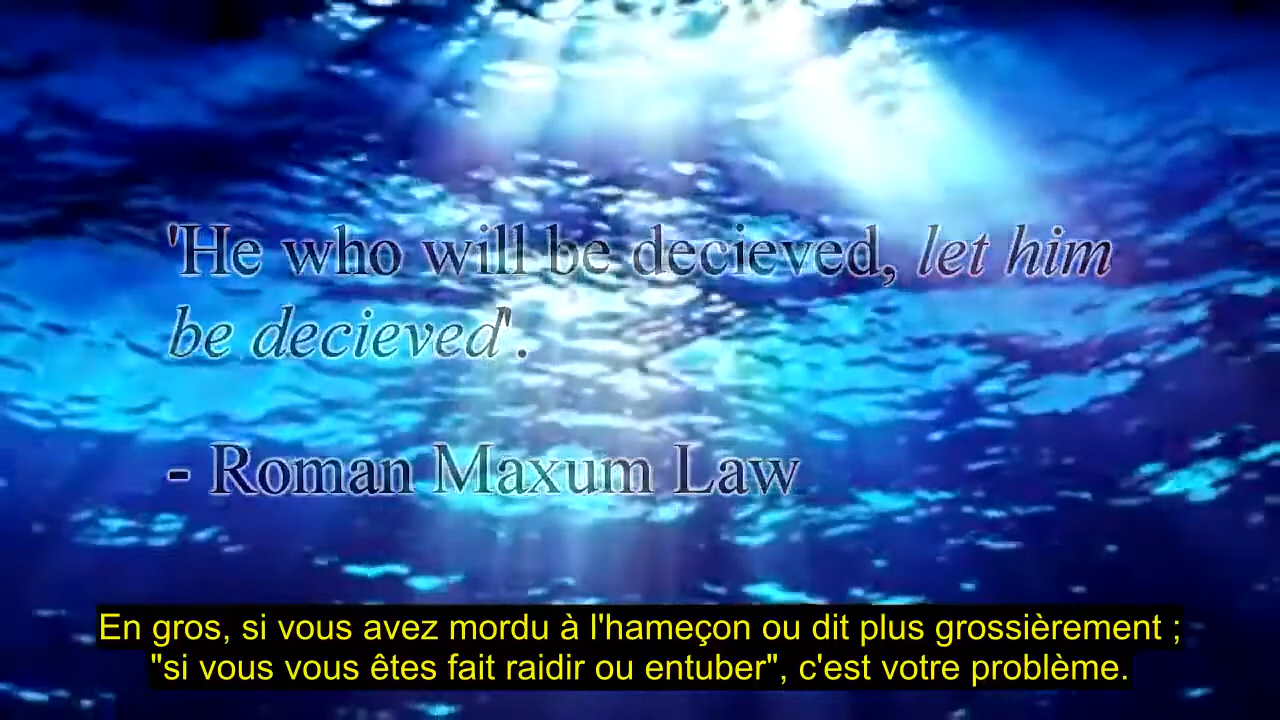 'He who will be decieved, let him
be decieved'.
- Roman Maxum Law
En gros, si vous avez mordu à l'hameçon ou dit plus grossièrement ;
"si vous vous êtes fait raidir ou entuber", c'est votre problème.